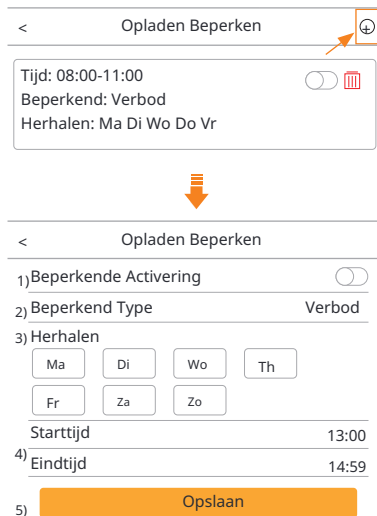 < Opladen Beperken
Tijd: 08:00-11:00
Beperkend: Verbod
Herhalen: Ma Di Wo Do Vr
< Opladen Beperken
1) Beperkende Activering
2) Beperkend Type Verbod
3) Herhalen
Ma Di Wo Th
Fr Za Zo
Starttijd 13:00
4)
Eindtijd 14:59
5) Opslaan